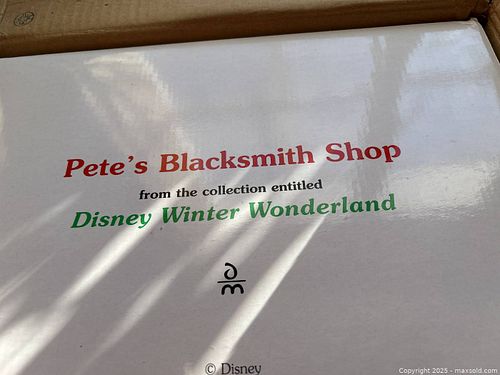 Pete's Blacksmith Shop
from the collection entitled
Disney Winter Wonderland
© Disney
Copyright 2025 - maxsold.com